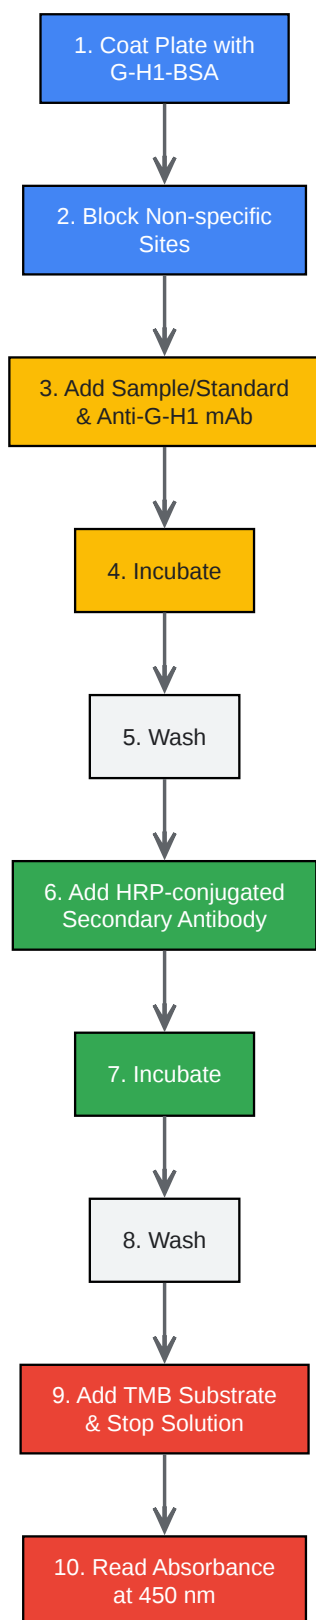 1. Coat Plate with
G-H1-BSA
2. Block Non-specific
Sites
3. Add Sample/Standard
& Anti-G-H1 mAb
4. Incubate
5. Wash
6. Add HRP-conjugated
Secondary Antibody
7. Incubate
8. Wash
9. Add TMB Substrate
& Stop Solution
10. Read Absorbance
at 450 nm